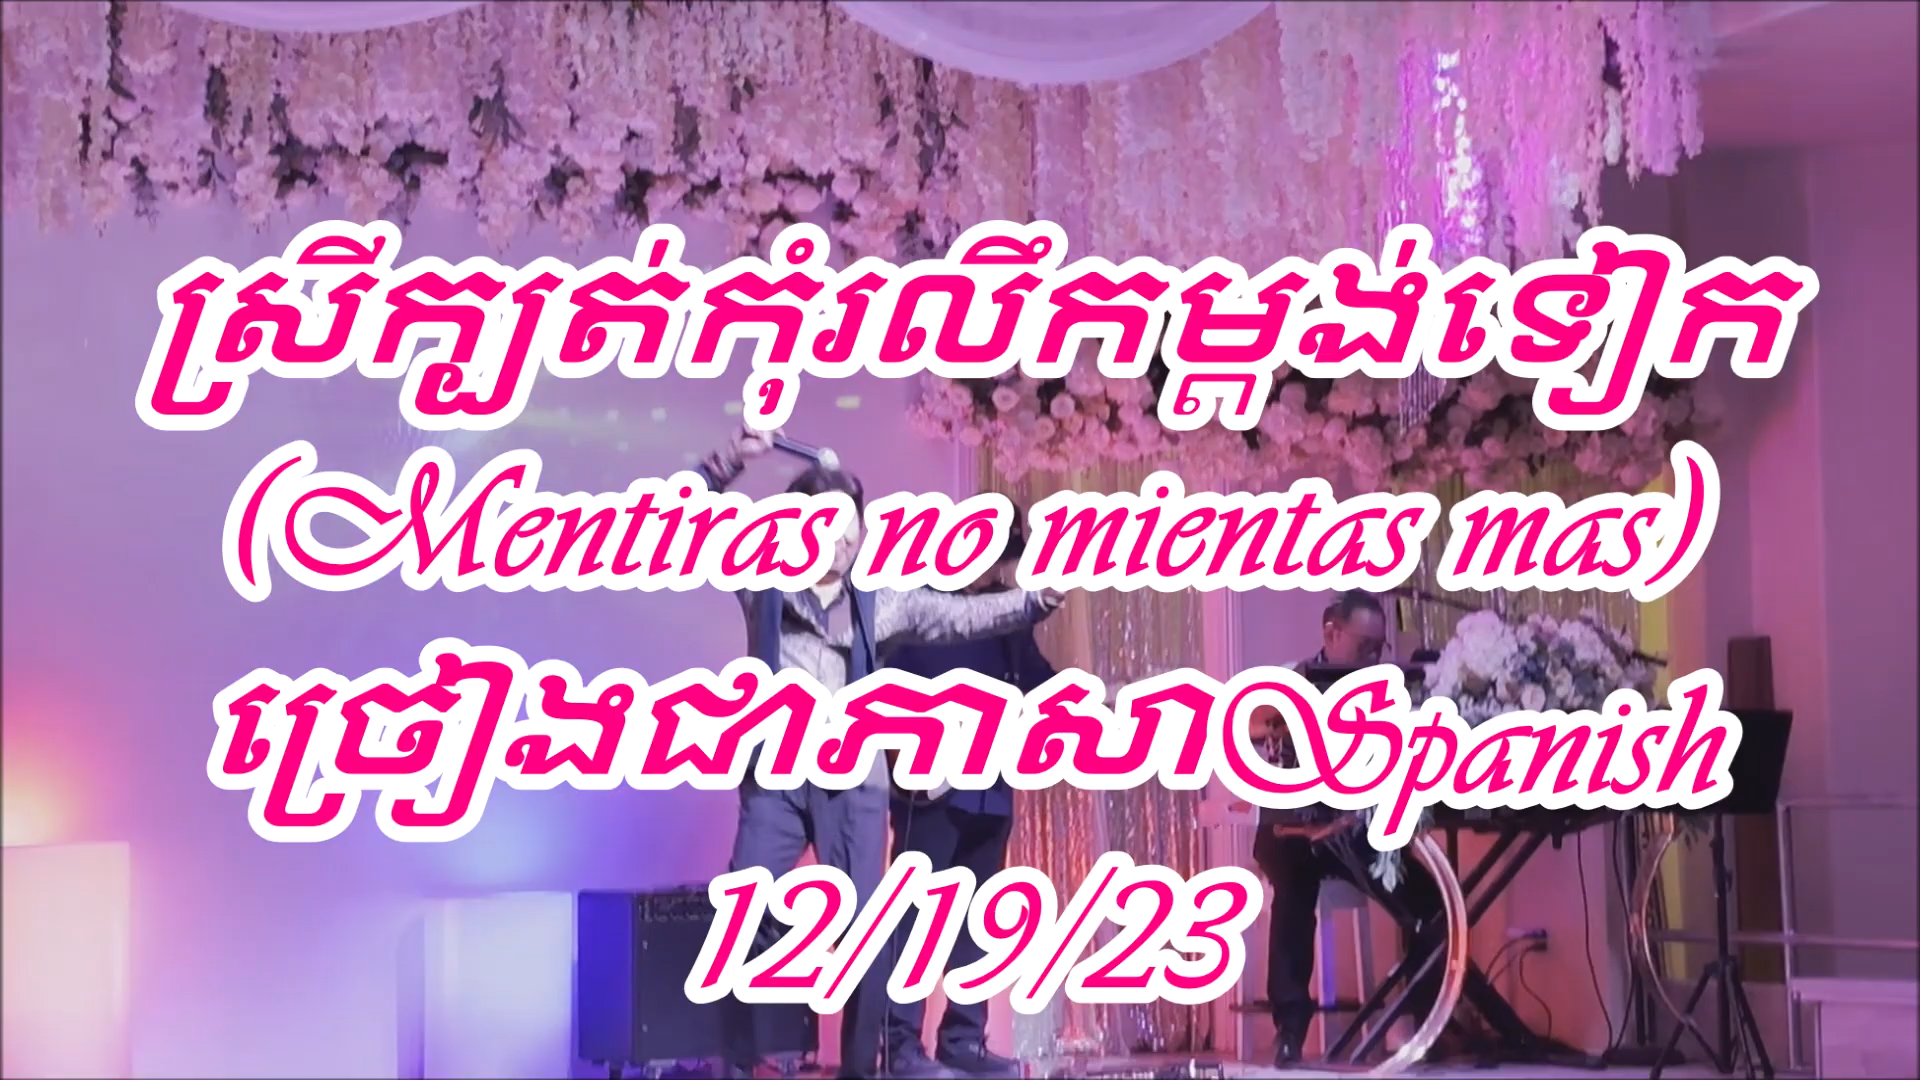 ស្រីក្បត់កុំរលឹកម្តងទៀត
(Mentiras no mientas mas)
ច្រៀងជាភាសាSpanish
12/19/23